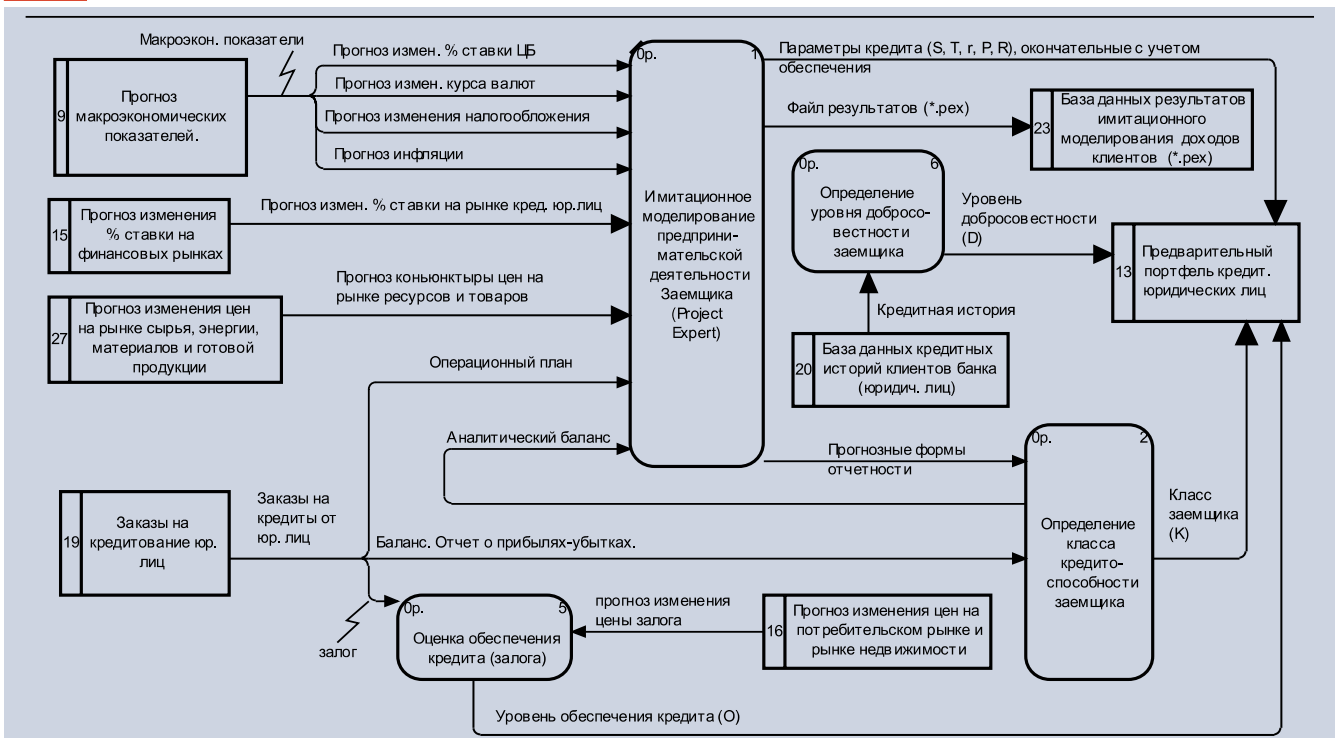 Макроэкон. показатели
9
Прогноз
макроэкономических
показателей.
Прогноз измен. % ставки ЦБ
Прогноз измен. курса валют
Прогноз изменения налогообложения
Прогноз инфляции
15
Прогноз изменения
% ставки на
финансовых рынках
Прогноз измен. % ставки на рынке кред. юр.лиц
27
Прогноз изменения цен
на рынке сырья, энергии,
материалов и готовой
продукции
Прогноз коньюнктыры цен на
рынке ресурсов и товаров
Операционный план
Аналитический баланс
0р.
1
Имитационное
моделирование
предприни-
мательской
деятельности
Заемщика
(Project
Expert)
Параметры кредита (S, T, r, P, R), окончательные с учетом
обеспечения
Файл результатов (*.pex)
23
База данных результатов
имитационного
моделирования доходов
клиентов (*.pex)
0р.
6
Определение
уровня добросо-
вестности
заемщика
Уровень
добросовестности
(D)
13
Предварительный
портфель кредит.
юридических лиц
Кредитная история
20
База данных кредитных
историй клиентов банка
(юридич. лиц)
Прогнозные формы
отчетности
0р.
2
Определение
класса
кредито-
способности
заемщика
Класс
заемщика
(K)
19
Заказы на
кредитование юр.
лиц
Заказы на
кредиты от
юр. лиц
Баланс. Отчет о прибылях-убытках.
залог
0р.
5
Оценка обеспечения
кредита (залога)
прогноз изменения
цены залога
16
Прогноз изменения цен на
потребительском рынке и
рынке недвижимости
Уровень обеспечения кредита (O)